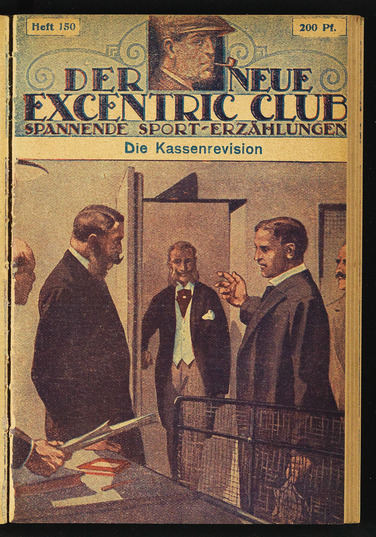 Heft 150
200 Pf.
DER NEUE
EXCENTRIC CLUB
SPANNENDE SPORT-ERZÄHLUNGEN
Die Kassenrevision